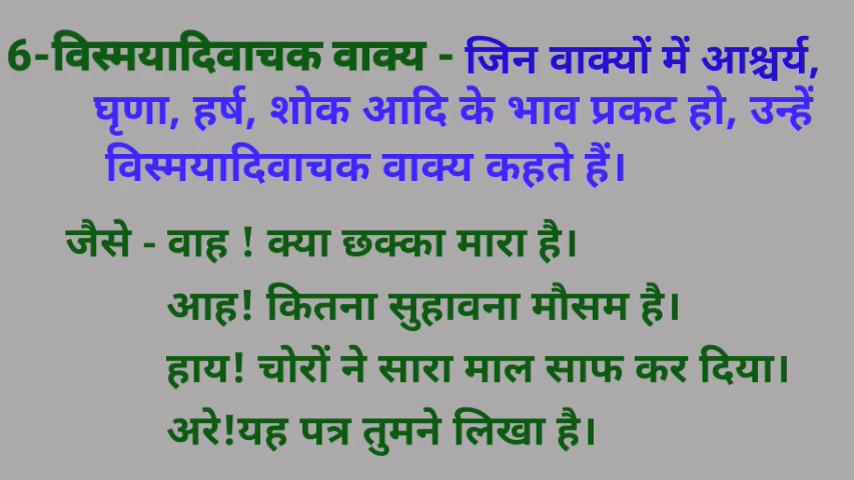 6-विस्मयादिवाचक वाक्य - जिन वाक्यों में आश्चर्य,
घृणा, हर्ष, शोक आदि के भाव प्रकट हो, उन्हें
विस्मयादिवाचक वाक्य कहते हैं।
जैसे - वाह ! क्या छक्का मारा है।
आह! कितना सुहावना मौसम है।
हाय! चोरों ने सारा माल साफ कर दिया।
अरे!यह पत्र तुमने लिखा है।